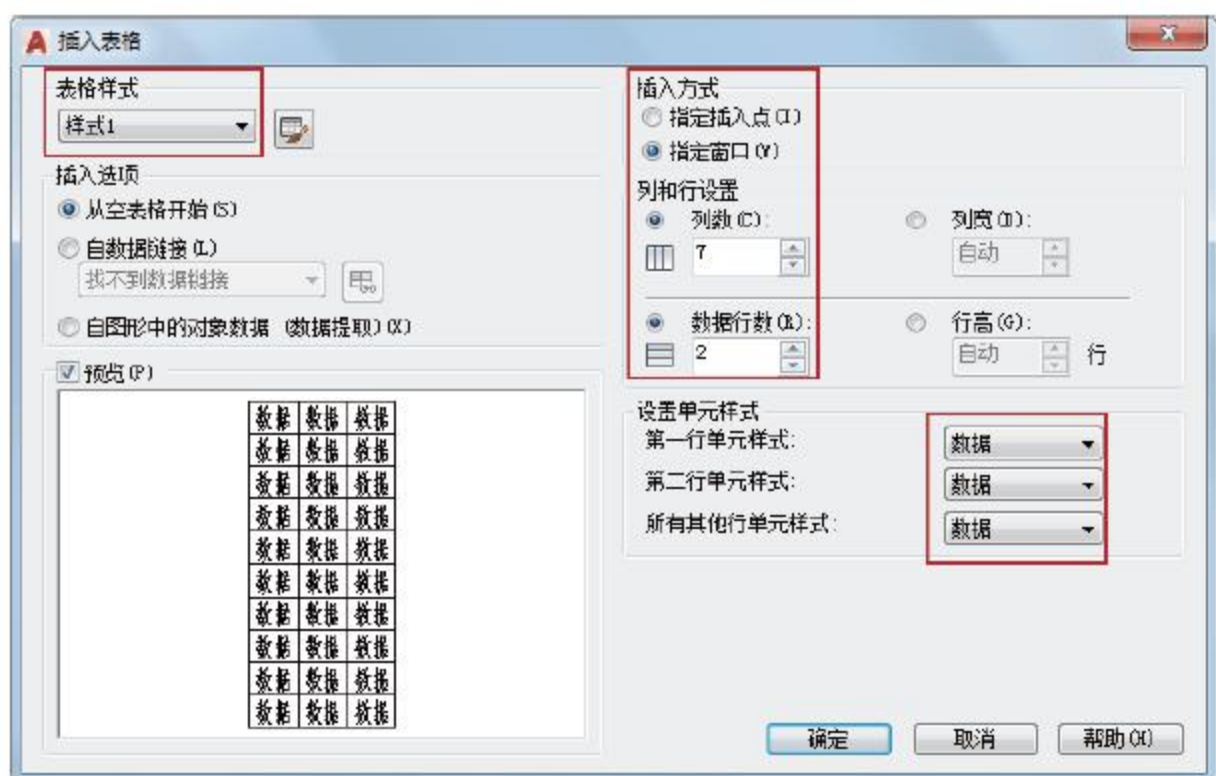 插入表格
表格样式
样式1
插入选项
从空表格开始(S)
自数据链接(L)
找不到数据链接
自图形中的对象数据 (数据提取)(X)
预览(P)
数据 数据 数据
数据 数据 数据
数据 数据 数据
数据 数据 数据
数据 数据 数据
数据 数据 数据
数据 数据 数据
数据 数据 数据
数据 数据 数据
数据 数据 数据
插入方式
指定插入点(I)
指定窗口(W)
列和行设置
列数(C): 列宽(D):
7 自动
数据行数(R): 行高(G):
2 自动 行
设置单元样式
第一行单元样式: 数据
第二行单元样式: 数据
所有其他行单元样式: 数据
确定 取消 帮助(H)